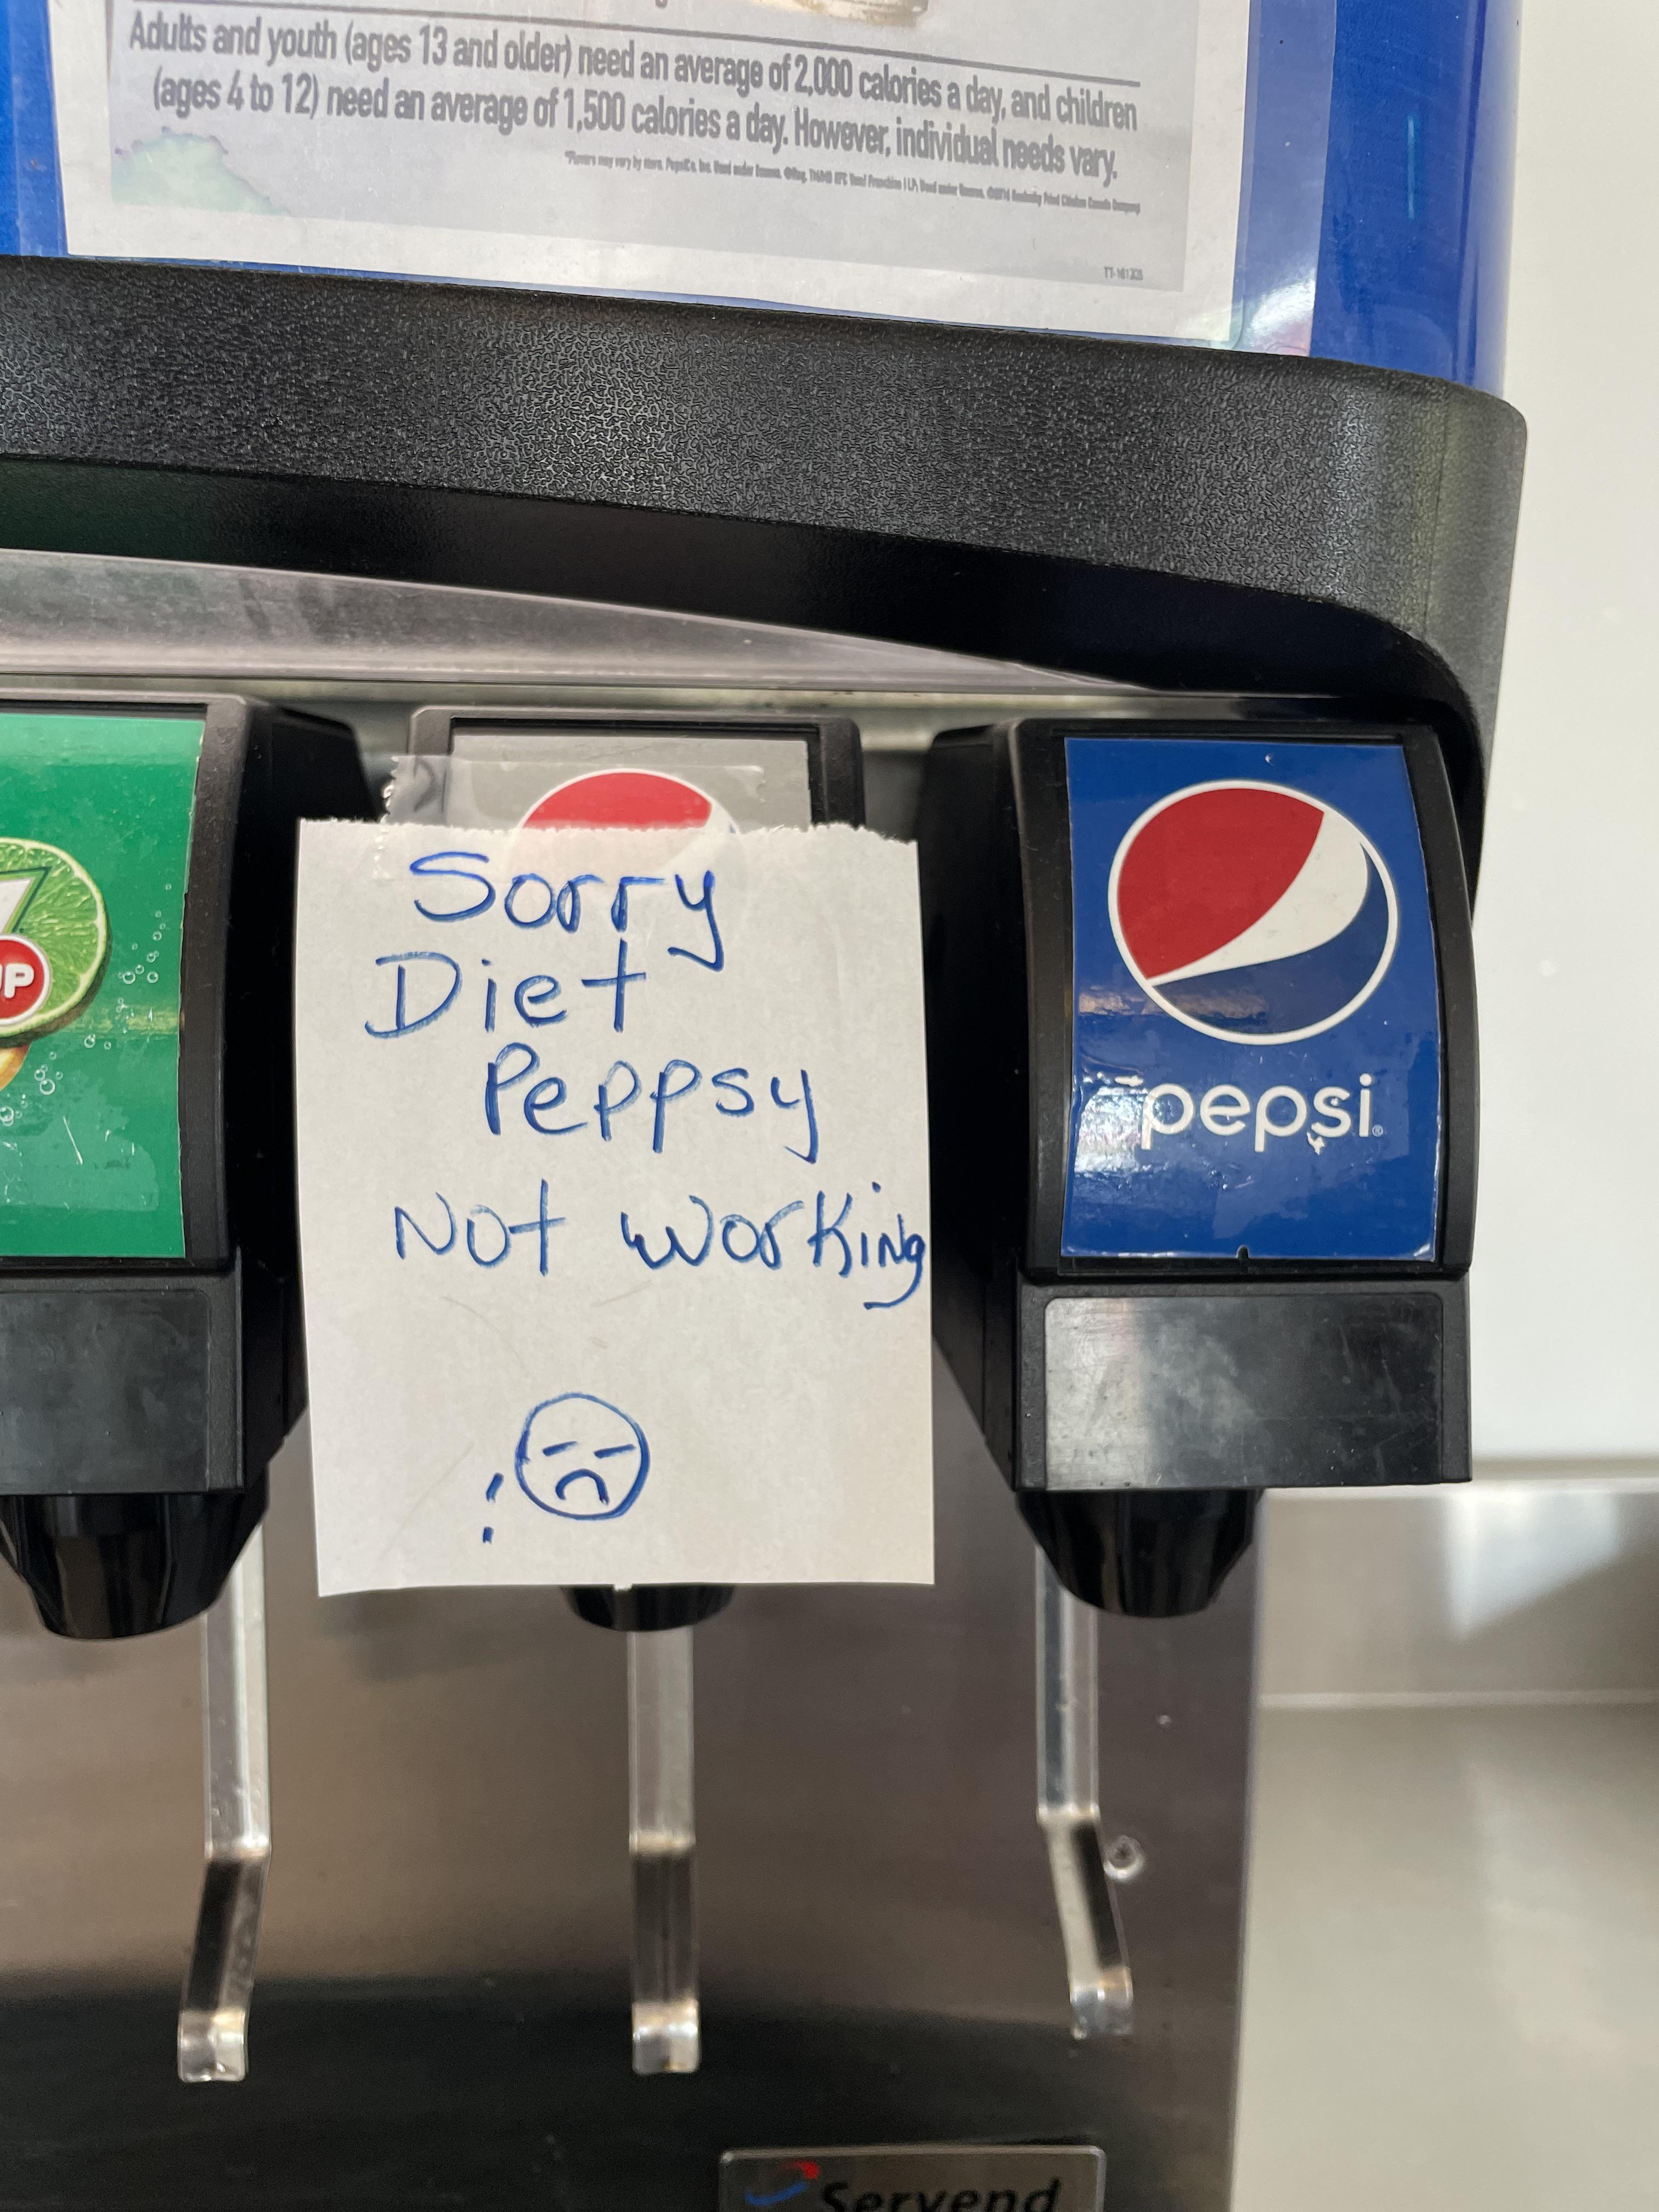 Adults and youth (ages 13 and older) need an average of 2,000 calories a day, and children
(ages 4 to 12) need an average of 1,500 calories a day. However, individual needs vary.
UP
Sorry
Diet
Peppsy
Not working
!
pepsi
Servend